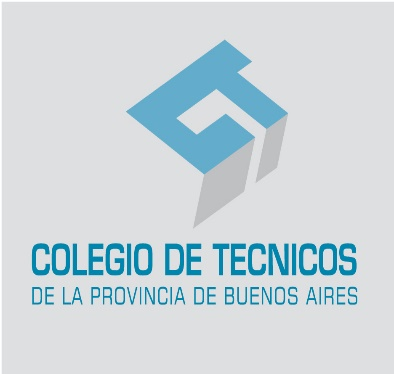 COLEGIO DE TECNICOS
DE LA PROVINCIA DE BUENOS AIRES